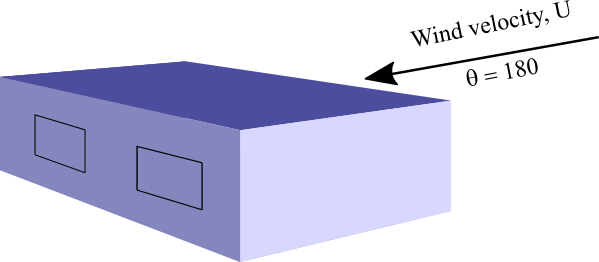 Wind velocity, U
θ = 180